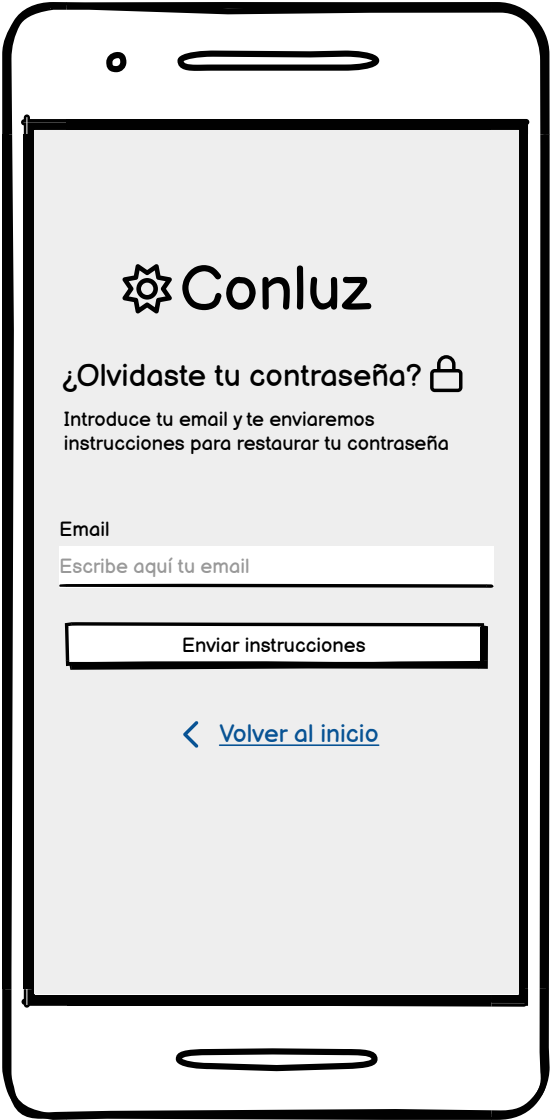 Conluz
¿Olvidaste tu contraseña?
Introduce tu email y te enviaremos
instrucciones para restaurar tu contraseña
Email
Escribe aquí tu email
Enviar instrucciones
Volver al inicio